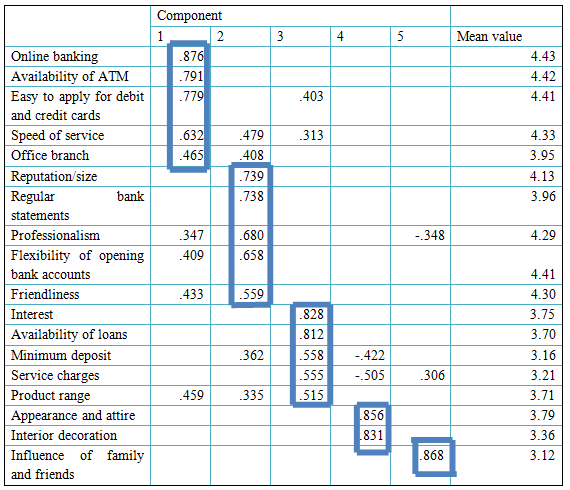 Component
1 2 3 4 5 Mean value
Online banking .876 4.43
Availability of ATM .791 4.42
Easy to apply for debit .779 .403 4.41
and credit cards
Speed of service .632 .479 .313 4.33
Office branch .465 .408 3.95
Reputation/size .739 4.13
Regular bank .738 3.96
statements
Professionalism .347 .680 -.348 4.29
Flexibility of opening .409 .658
bank accounts 4.41
Friendliness .433 .559 4.30
Interest .828 3.75
Availability of loans .812 3.70
Minimum deposit .362 .558 -.422 3.16
Service charges .555 -.505 .306 3.21
Product range .459 .335 .515 3.71
Appearance and attire .856 3.79
Interior decoration .831 3.36
Influence of family .868 3.12
and friends